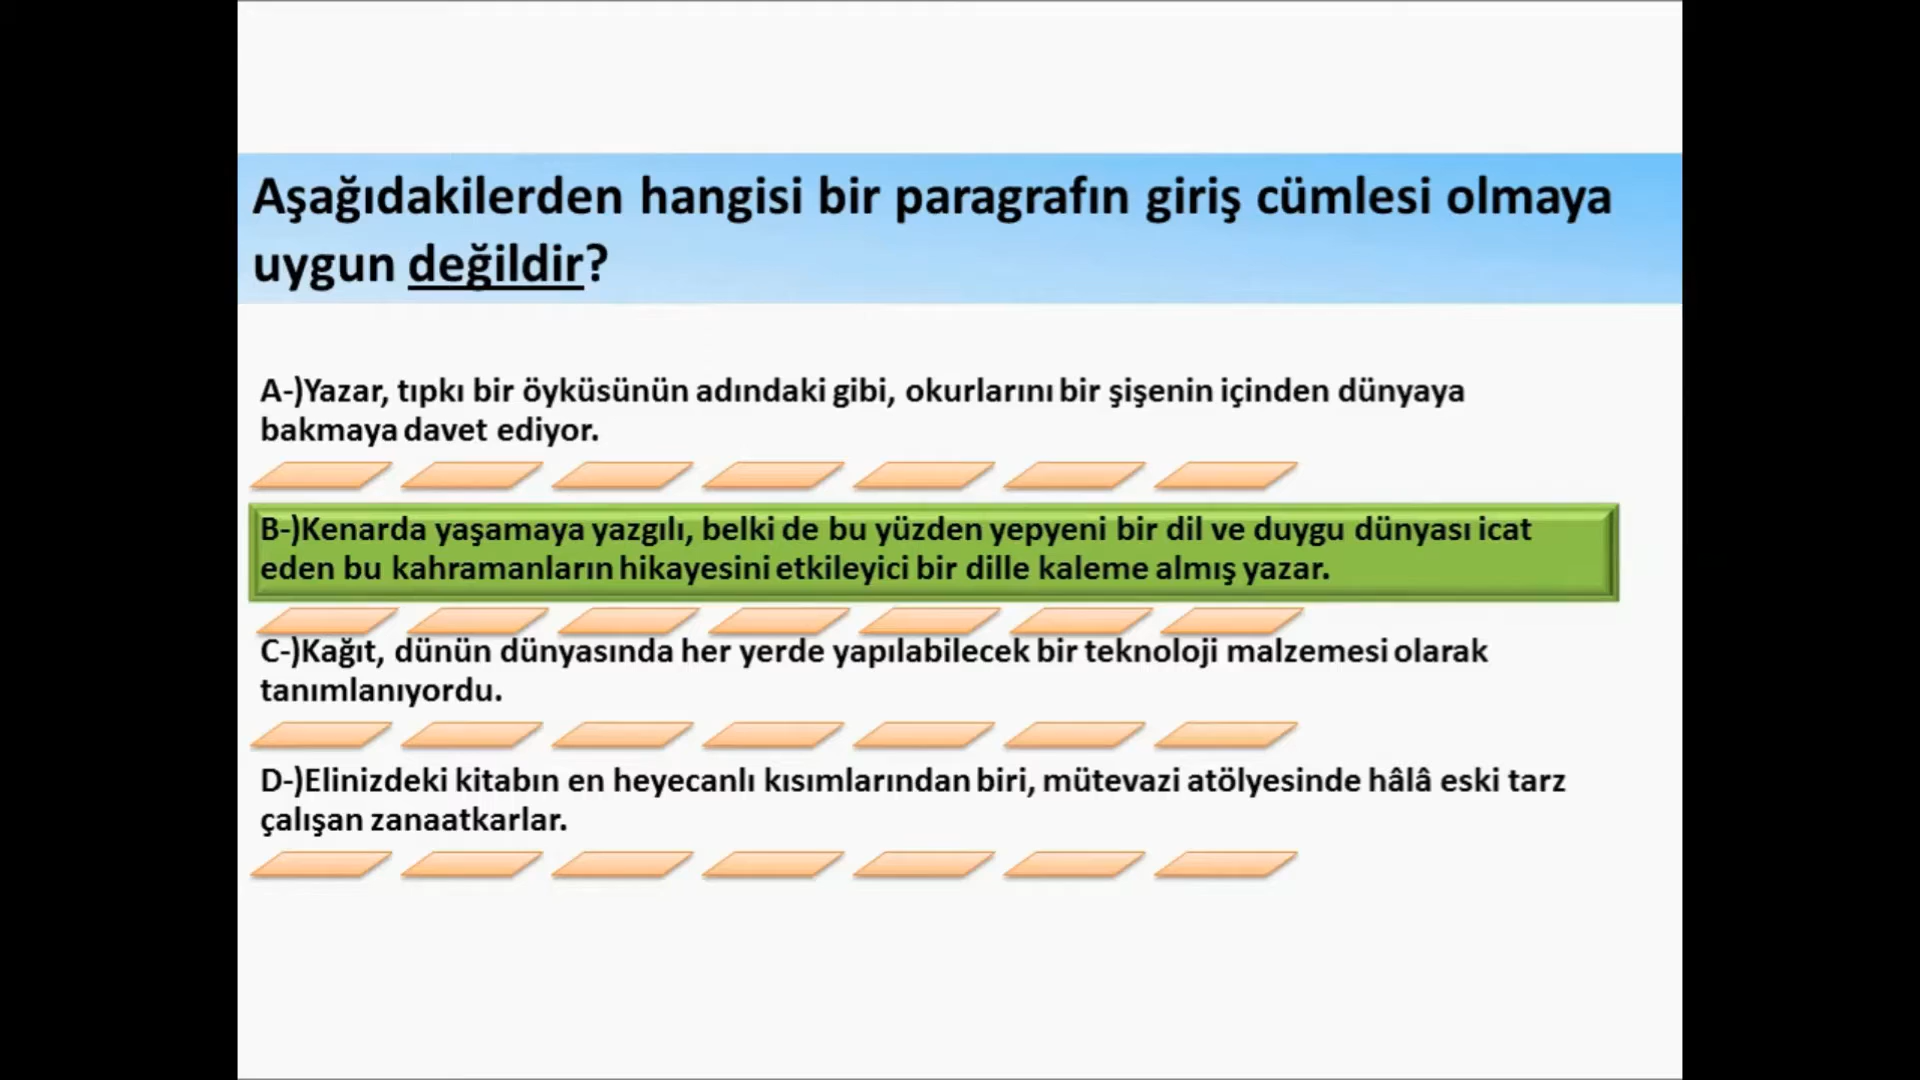 Aşağıdakilerden hangisi bir paragrafın giriş cümlesi olmaya
uygun değildir?
A-)Yazar, tıpkı bir öyküsünün adındaki gibi, okurlarını bir şişenin içinden dünyaya
bakmaya davet ediyor.
B-)Kenarda yaşamaya yazgılı, belki de bu yüzden yepyeni bir dil ve duygu dünyası icat
eden bu kahramanların hikayesini etkileyici bir dille kaleme almış yazar.
C-)Kağıt, dünün dünyasında her yerde yapılabilecek bir teknoloji malzemesi olarak
tanımlanıyordu.
D-)Elinizdeki kitabın en heyecanlı kısımlarından biri, mütevazi atölyesinde hâlâ eski tarz
çalışan zanaatkarlar.